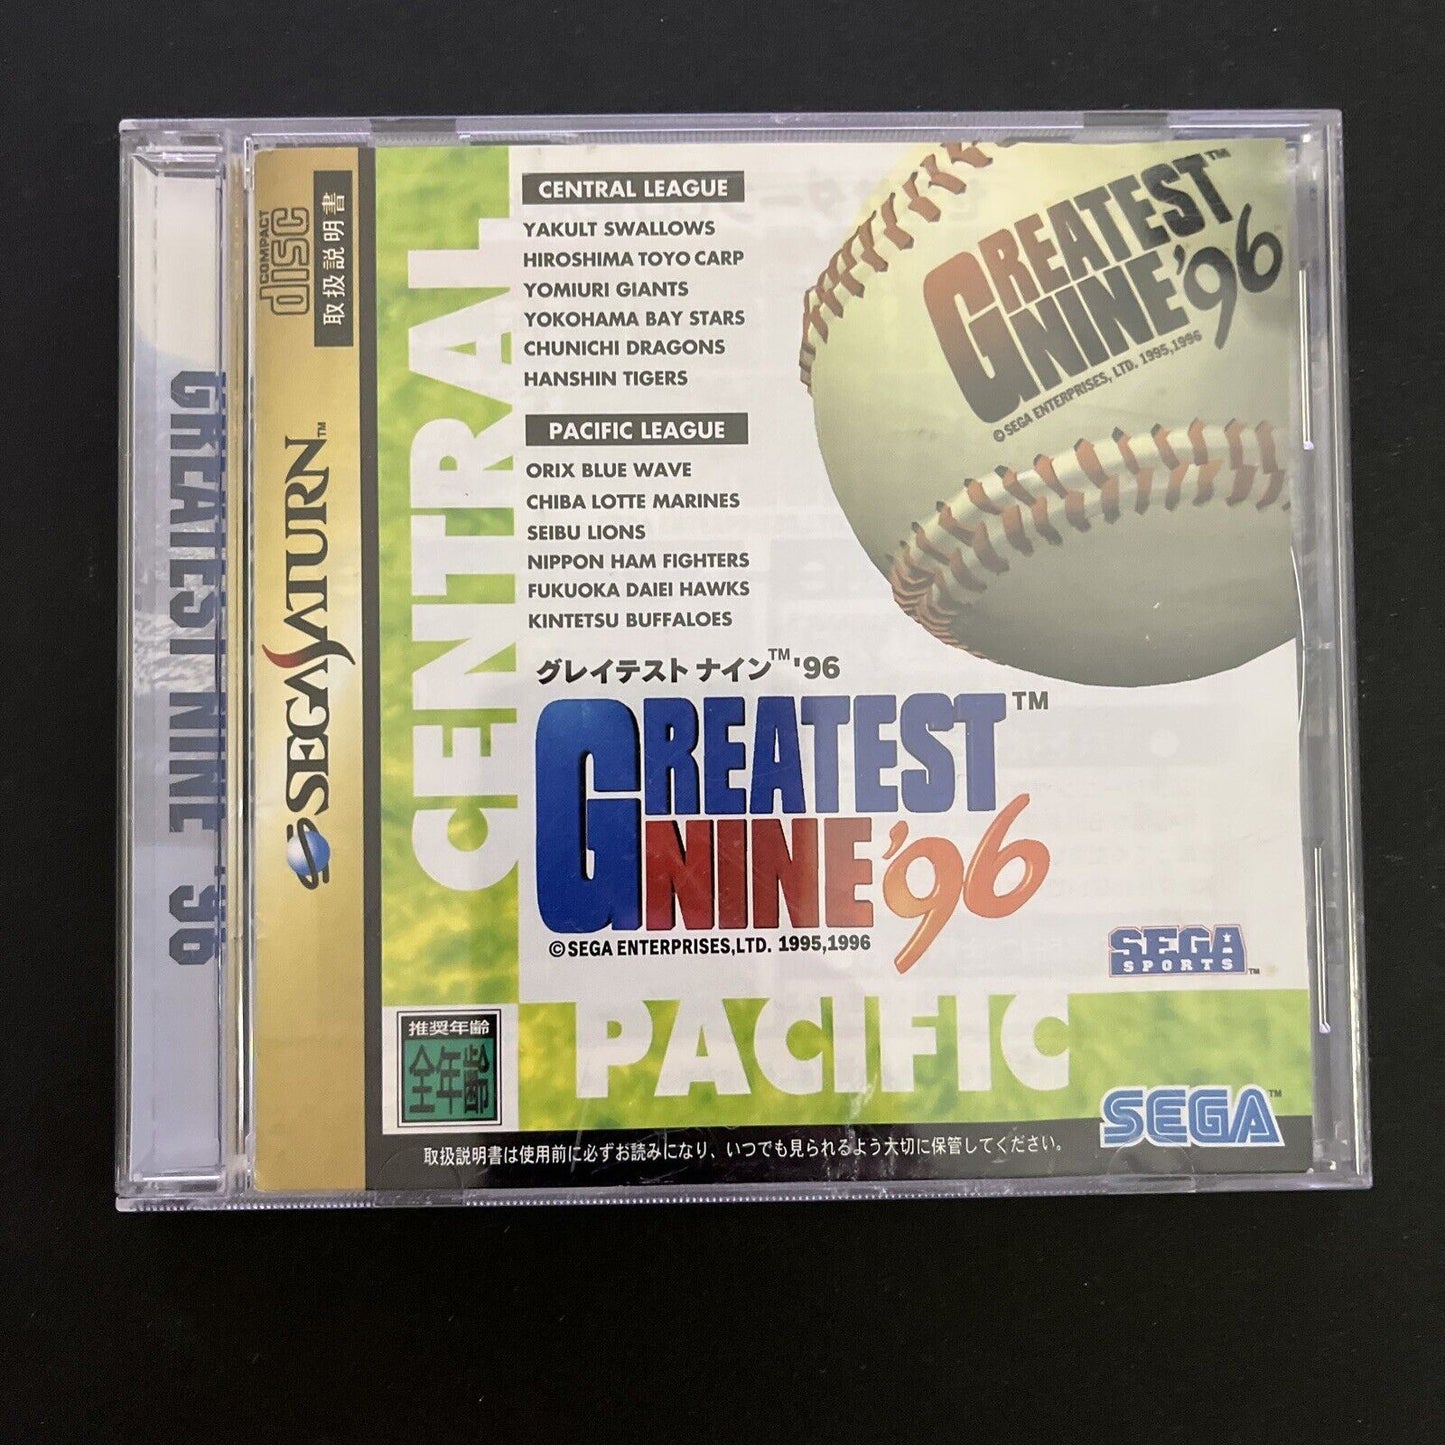 GREATEST NINE '96
COMPACT
disc
取扱説明書
SEGA SATURN™
CENTRAL
CENTRAL LEAGUE
YAKULT SWALLOWS
HIROSHIMA TOYO CARP
YOMIURI GIANTS
YOKOHAMA BAY STARS
CHUNICHI DRAGONS
HANSHIN TIGERS
PACIFIC LEAGUE
ORIX BLUE WAVE
CHIBA LOTTE MARINES
SEIBU LIONS
NIPPON HAM FIGHTERS
FUKUOKA DAIEI HAWKS
KINTETSU BUFFALOES
GREATEST™
NINE '96
©SEGA ENTERPRISES, LTD. 1995,1996
グレイテスト ナイン™'96
GREATEST™
NINE '96
©SEGA ENTERPRISES,LTD. 1995,1996
SEGA
SPORTS™
PACIFIC
推奨年齢
全年齢
SEGA™
取扱説明書は使用前に必ずお読みになり、いつでも見られるよう大切に保管してください。